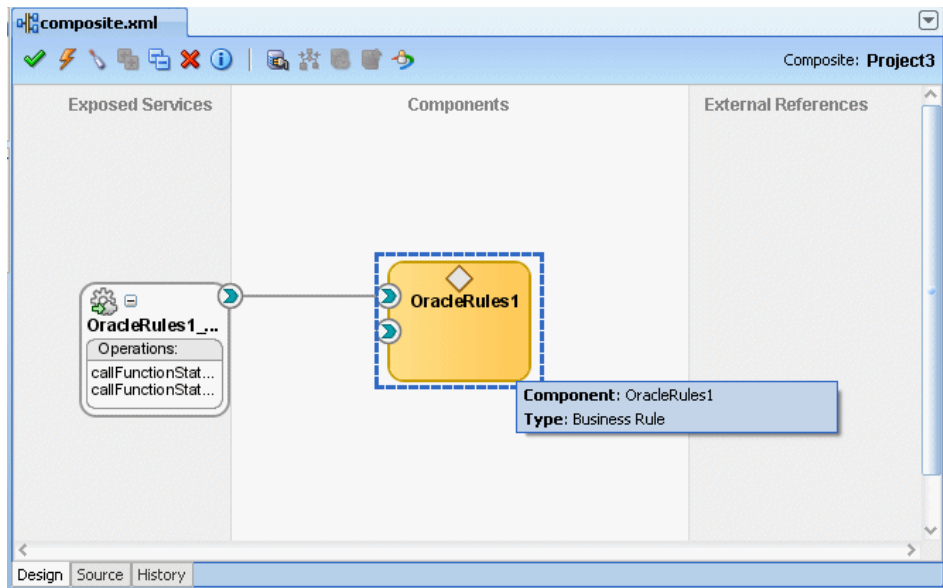 composite.xml
Composite: Project3
Exposed Services
Components
External References
OracleRules1
OracleRules1_...
Operations:
callFunctionStat...
callFunctionStat...
Component: OracleRules1
Type: Business Rule
Design Source History